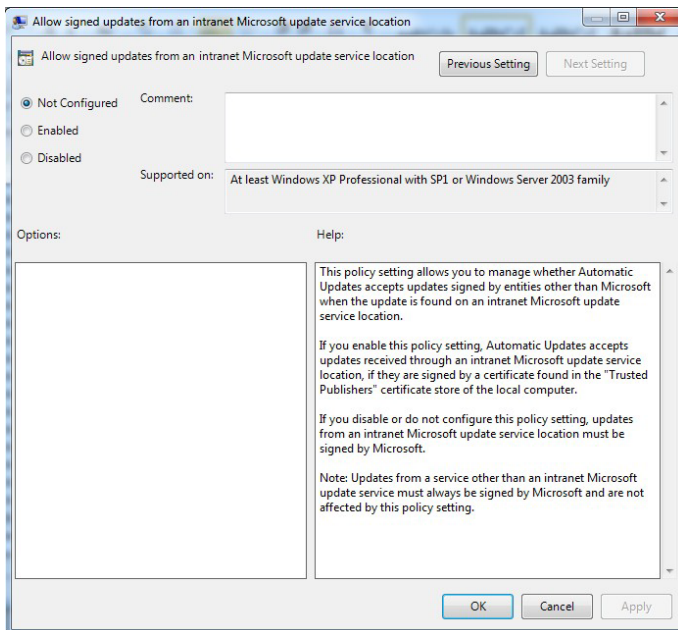 Allow signed updates from an intranet Microsoft update service location
Allow signed updates from an intranet Microsoft update service location
Previous Setting
Next Setting
Not Configured
Enabled
Disabled
Comment:
Supported on:
At least Windows XP Professional with SP1 or Windows Server 2003 family
Options:
Help:
This policy setting allows you to manage whether Automatic
Updates accepts updates signed by entities other than Microsoft
when the update is found on an intranet Microsoft update
service location.
If you enable this policy setting, Automatic Updates accepts
updates received through an intranet Microsoft update service
location, if they are signed by a certificate found in the "Trusted
Publishers" certificate store of the local computer.
If you disable or do not configure this policy setting, updates
from an intranet Microsoft update service location must be
signed by Microsoft.
Note: Updates from a service other than an intranet Microsoft
update service must always be signed by Microsoft and are not
affected by this policy setting.
OK
Cancel
Apply